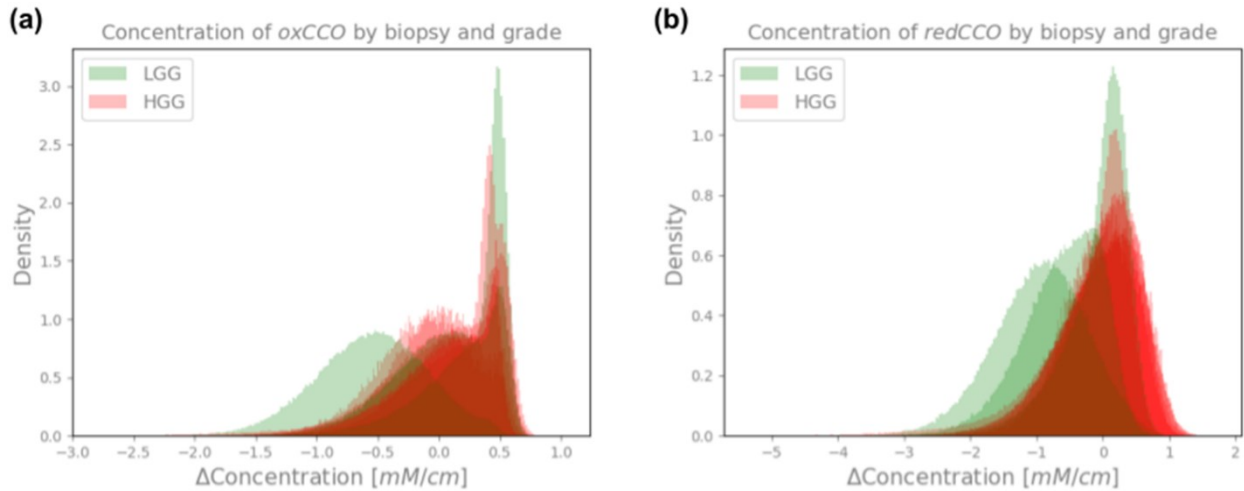 (a)
Concentration of oxCCO by biopsy and grade
LGG
HGG
Density
3.0
2.5
2.0
1.5
1.0
0.5
0.0
−3.0 −2.5 −2.0 −1.5 −1.0 −0.5 0.0 0.5 1.0
ΔConcentration [mM/cm]
(b)
Concentration of redCCO by biopsy and grade
LGG
HGG
Density
1.2
1.0
0.8
0.6
0.4
0.2
0.0
−5 −4 −3 −2 −1 0 1 2
ΔConcentration [mM/cm]